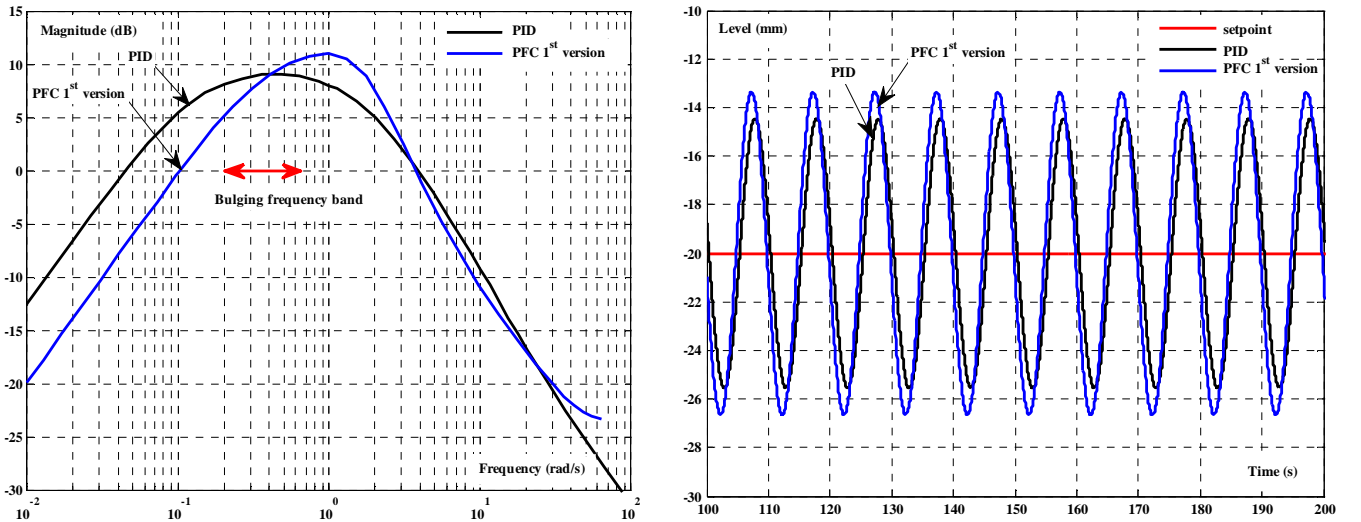 15
10
5
0
-5
-10
-15
-20
-25
-30
Magnitude (dB)
PID
PFC 1st version
PID
PFC 1st version
Bulging frequency band
Frequency (rad/s)
10-2
10-1
100
101
102
-10
-12
-14
-16
-18
-20
-22
-24
-26
-28
-30
Level (mm)
setpoint
PID
PFC 1st version
PFC 1st version
PID
Time (s)
100 110 120 130 140 150 160 170 180 190 200